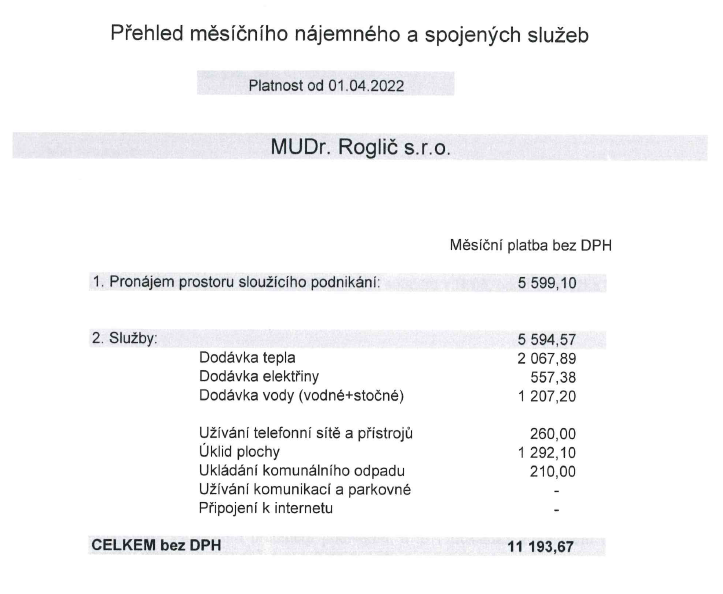 Přehled měsíčního nájemného a spojených služeb
Platnost od 01.04.2022
MUDr. Roglič s.r.o.
Měsíční platba bez DPH
1. Pronájem prostoru sloužícího podnikání: 5 599,10
2. Služby: 5 594,57
Dodávka tepla 2 067,89
Dodávka elektřiny 557,38
Dodávka vody (vodné+stočné) 1 207,20
Užívání telefonní sítě a přístrojů 260,00
Úklid plochy 1 292,10
Ukládání komunálního odpadu 210,00
Užívání komunikací a parkovné -
Připojení k internetu -
CELKEM bez DPH 11 193,67